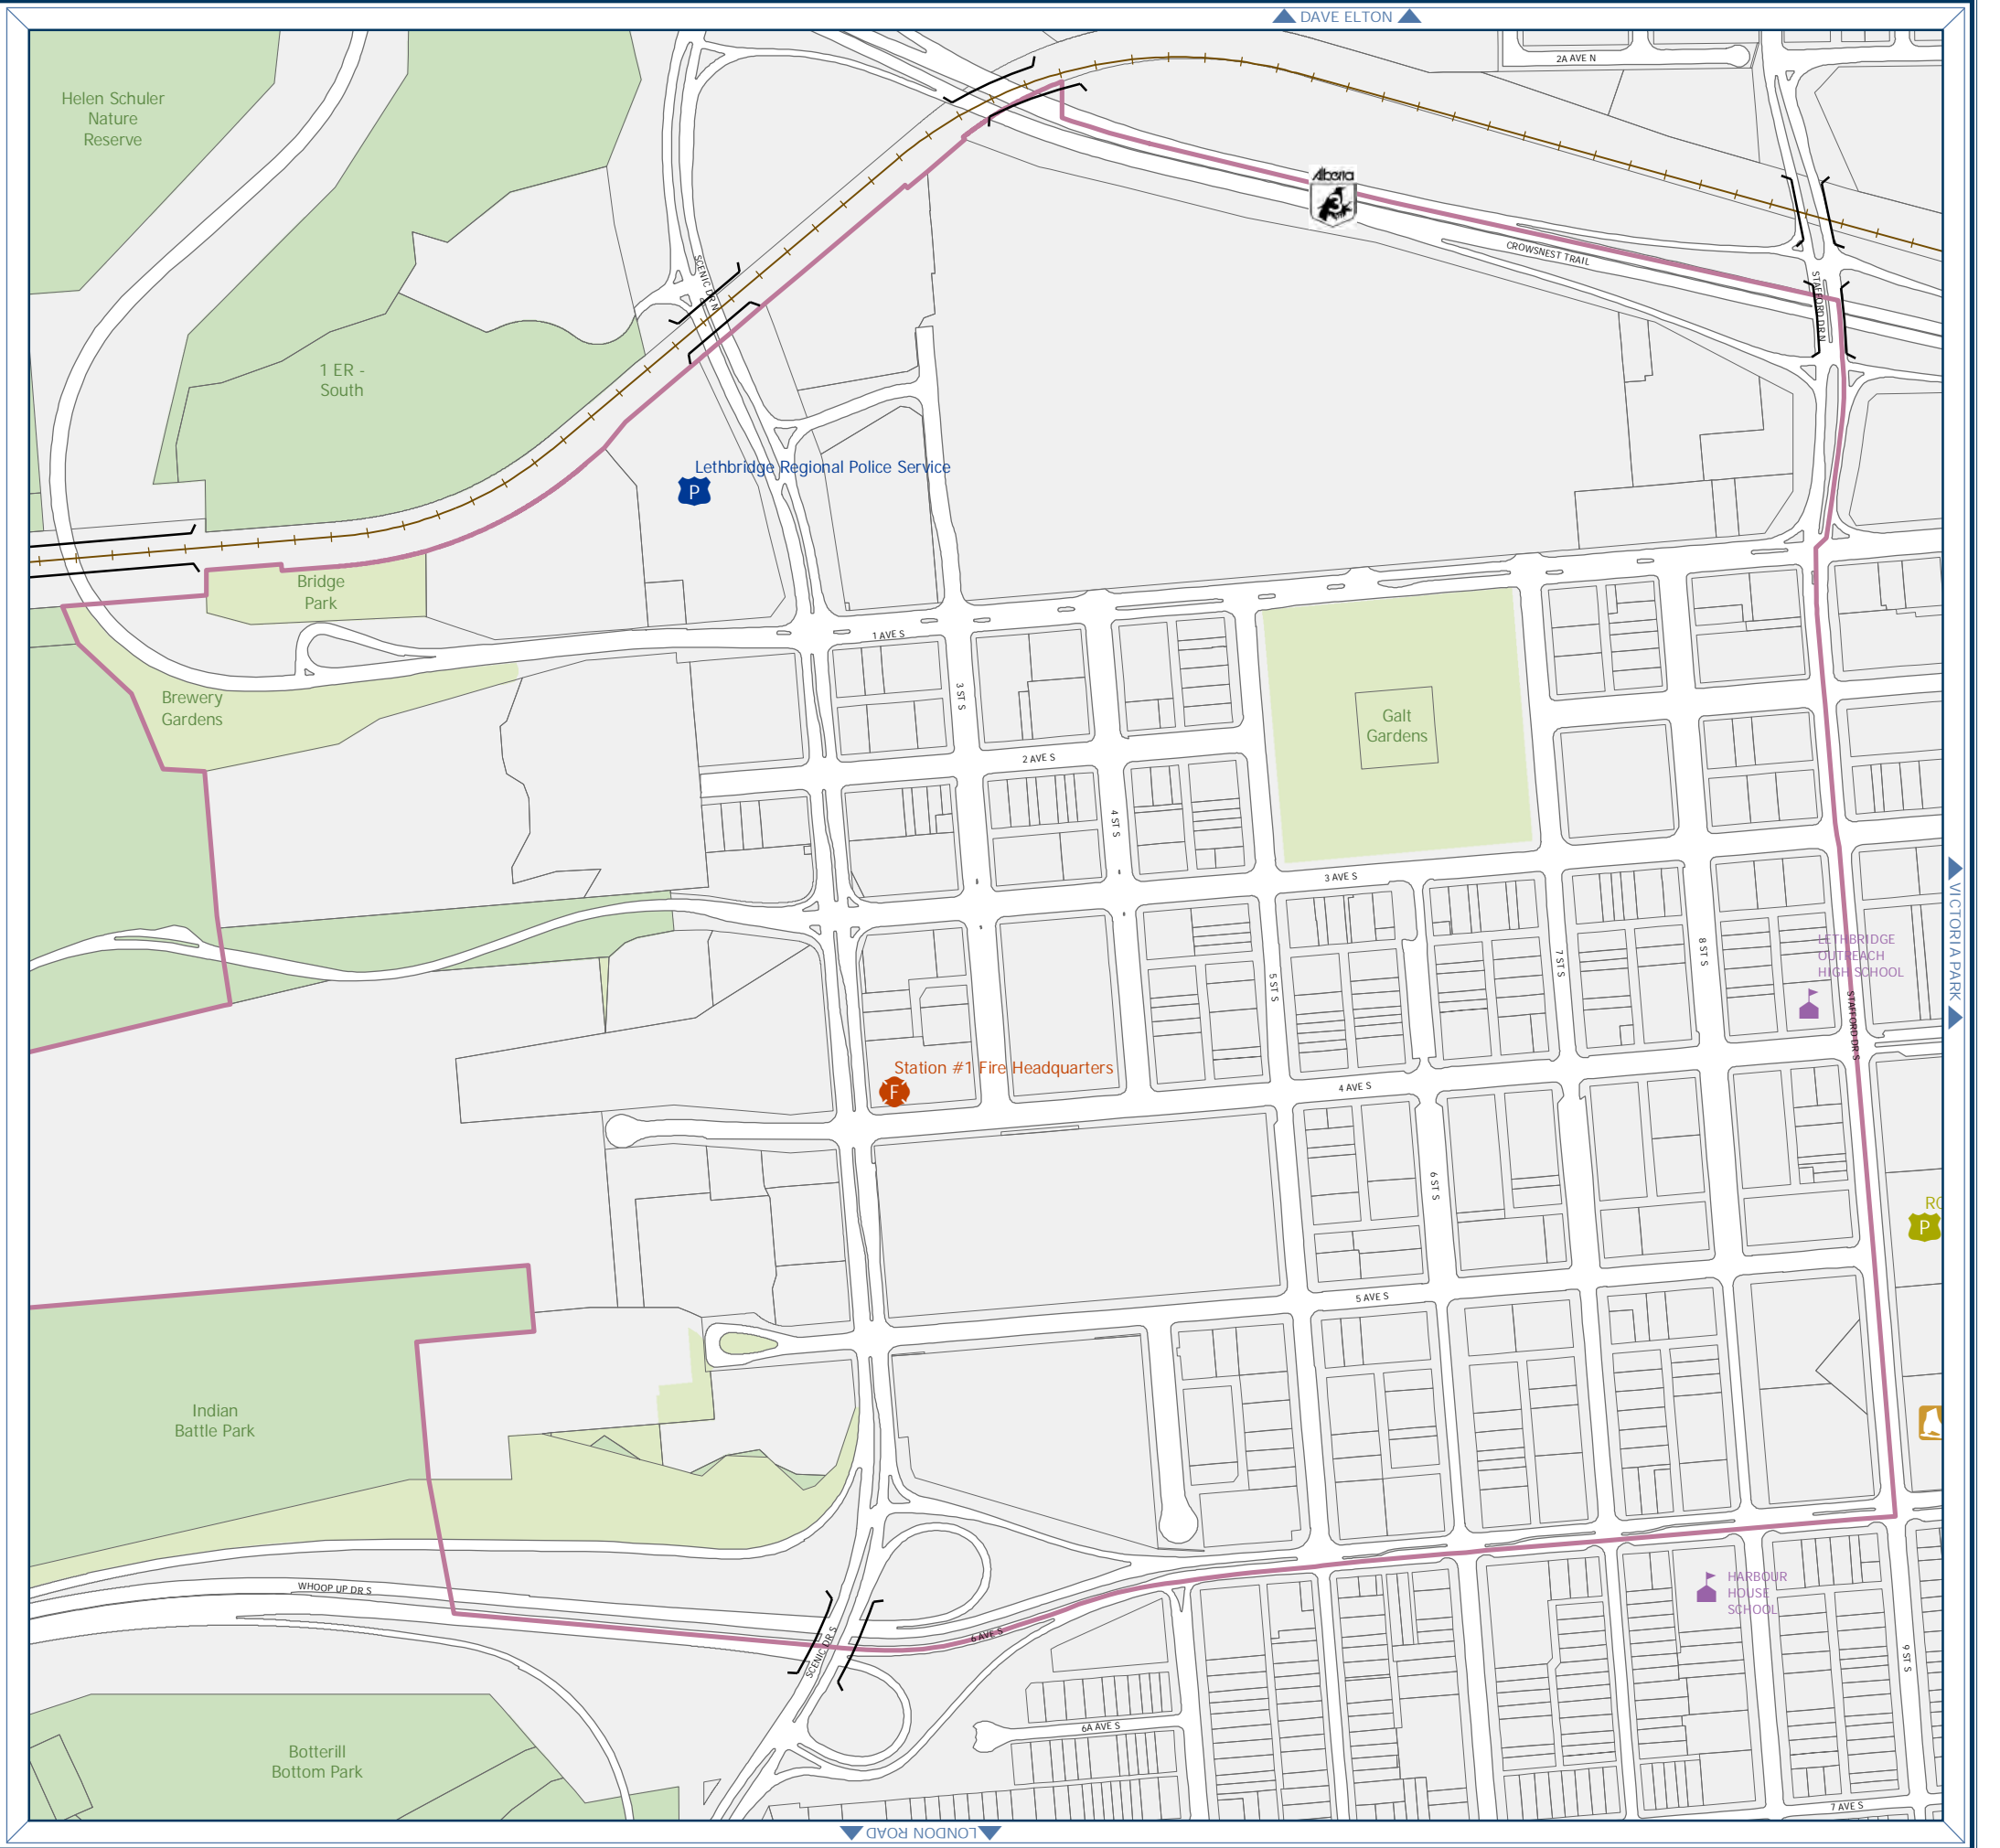 DAVE ELTON
2A AVE N
Helen Schuler
Nature
Reserve
Alberta
3
CROWSNEST TRAIL
SCENIC DR N
STAFFORD DR N
1 ER -
South
Lethbridge Regional Police Service
P
Bridge
Park
1 AVE S
Brewery
Gardens
3 ST S
Galt
Gardens
2 AVE S
4 ST S
3 AVE S
VICTORIA PARK
LETHBRIDGE
OUTREACH
HIGH SCHOOL
5 ST S
7 ST S
8 ST S
STAFFORD DR S
Station #1 Fire Headquarters
F
4 AVE S
6 ST S
RC
P
5 AVE S
Indian
Battle Park
WHOOP UP DR S
HARBOUR
HOUSE
SCHOOL
SCENIC DR S
6 AVE S
9 ST S
6A AVE S
Botterill
Bottom Park
7 AVE S
LONDON ROAD